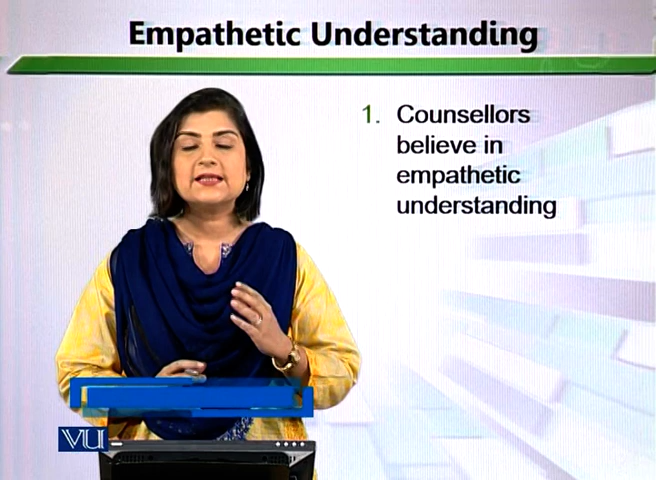 Empathetic Understanding
1. Counsellors
believe in
empathetic
understanding
VU